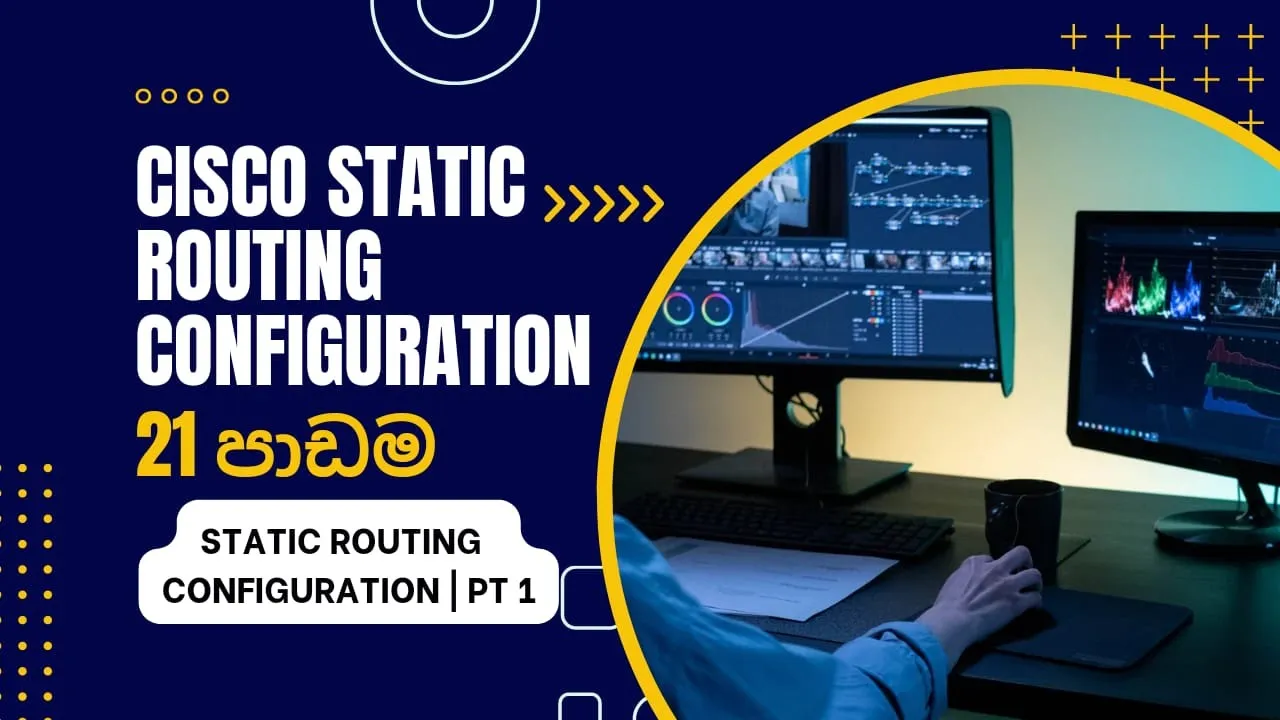 CISCO STATIC
ROUTING
CONFIGURATION
21 පාඩම
STATIC ROUTING
CONFIGURATION | PT 1